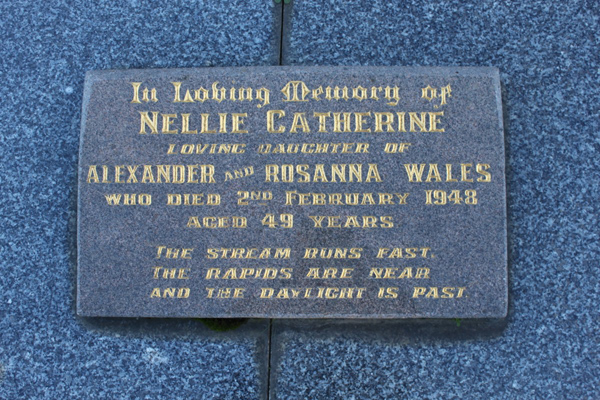 In Loving Memory of
NELLIE CATHERINE
LOVING DAUGHTER OF
ALEXANDER AND ROSANNA WALES
WHO DIED 2ND FEBRUARY 1948
AGED 49 YEARS
THE STREAM RUNS FAST.
THE RAPIDS ARE NEAR
AND THE DAYLIGHT IS PAST.